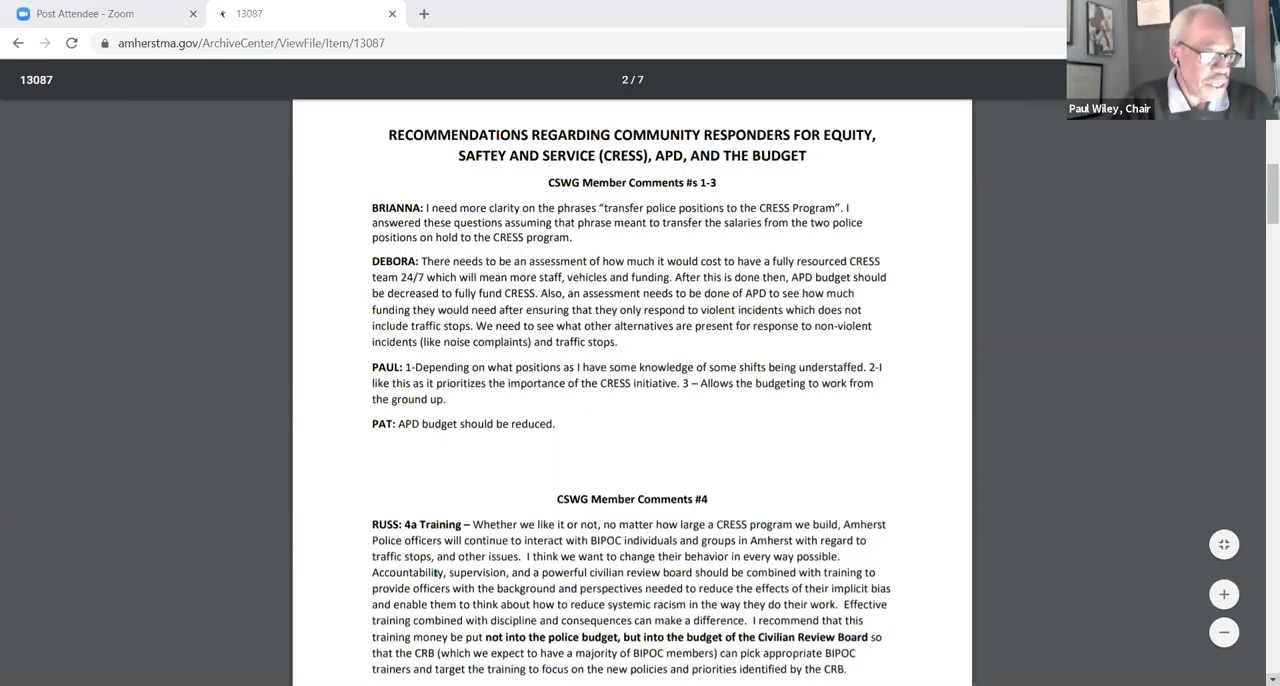 Post Attendee - Zoom
13087
amherstma.gov/ArchiveCenter/ViewFile/Item/13087
13087
2 / 7
Paul Wiley, Chair
RECOMMENDATIONS REGARDING COMMUNITY RESPONDERS FOR EQUITY,
SAFTEY AND SERVICE (CRESS), APD, AND THE BUDGET
CSWG Member Comments #s 1-3
BRIANNA: I need more clarity on the phrases "transfer police positions to the CRESS Program". I
answered these questions assuming that phrase meant to transfer the salaries from the two police
positions on hold to the CRESS program.
DEBORA: There needs to be an assessment of how much it would cost to have a fully resourced CRESS
team 24/7 which will mean more staff, vehicles and funding. After this is done then, APD budget should
be decreased to fully fund CRESS. Also, an assessment needs to be done of APD to see how much
funding they would need after ensuring that they only respond to violent incidents which does not
include traffic stops. We need to see what other alternatives are present for response to non-violent
incidents (like noise complaints) and traffic stops.
PAUL: 1-Depending on what positions as I have some knowledge of some shifts being understaffed. 2-I
like this as it prioritizes the importance of the CRESS initiative. 3 – Allows the budgeting to work from
the ground up.
PAT: APD budget should be reduced.
CSWG Member Comments #4
RUSS: 4a Training – Whether we like it or not, no matter how large a CRESS program we build, Amherst
Police officers will continue to interact with BIPOC individuals and groups in Amherst with regard to
traffic stops, and other issues. I think we want to change their behavior in every way possible.
Accountability, supervision, and a powerful civilian review board should be combined with training to
provide officers with the background and perspectives needed to reduce the effects of their implicit bias
and enable them to think about how to reduce systemic racism in the way they do their work. Effective
training combined with discipline and consequences can make a difference. I recommend that this
training money be put not into the police budget, but into the budget of the Civilian Review Board so
that the CRB (which we expect to have a majority of BIPOC members) can pick appropriate BIPOC
trainers and target the training to focus on the new policies and priorities identified by the CRB.